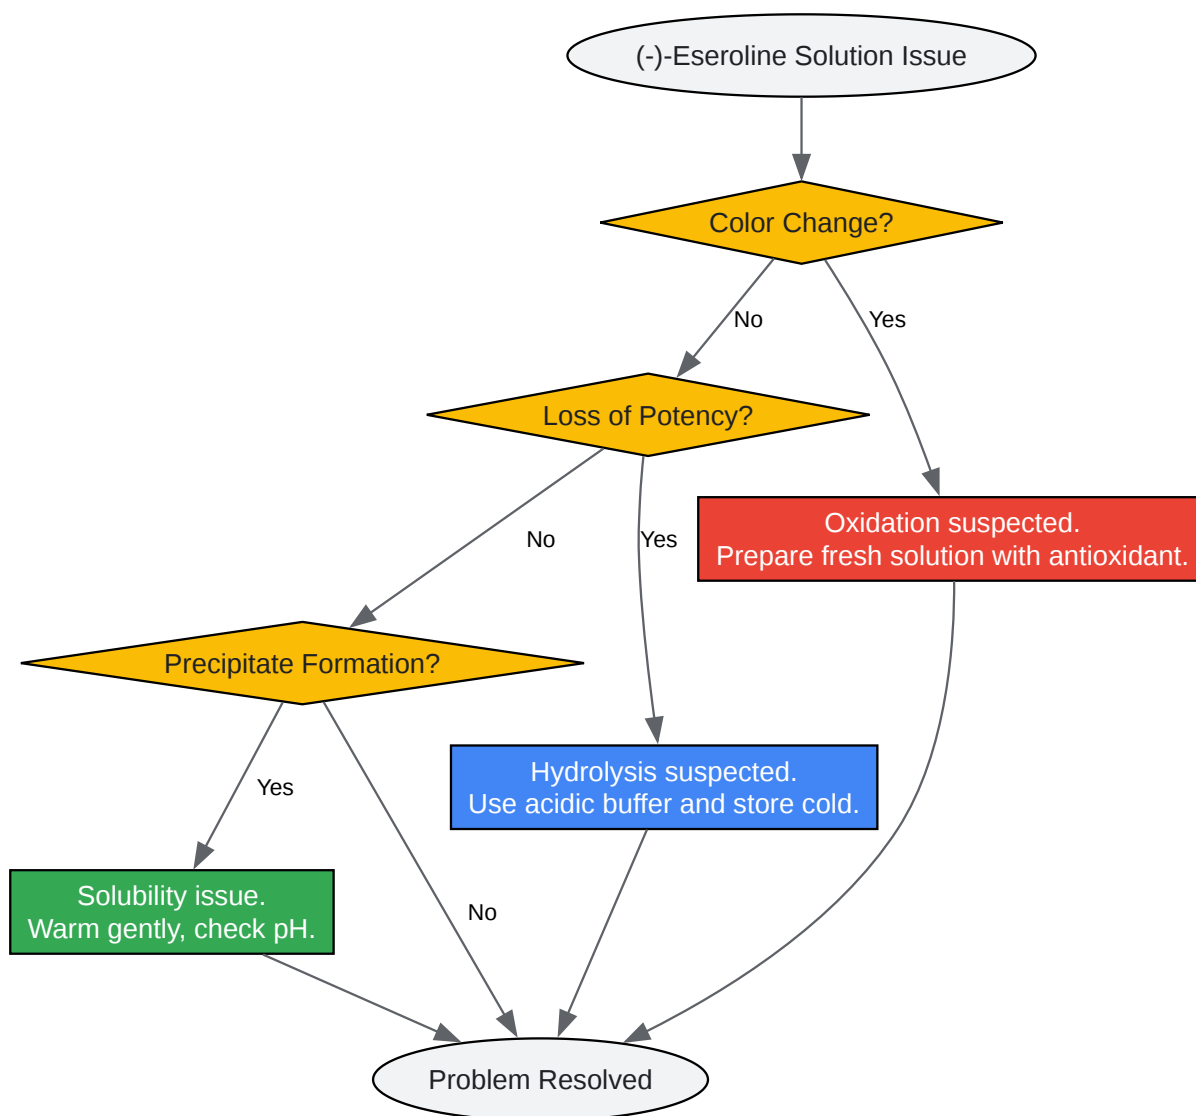 (-)-Eseroline Solution Issue
Color Change?
No
Yes
Loss of Potency?
No
Yes
Oxidation suspected.
Prepare fresh solution with antioxidant.
Precipitate Formation?
Yes
No
Hydrolysis suspected.
Use acidic buffer and store cold.
Solubility issue.
Warm gently, check pH.
Problem Resolved